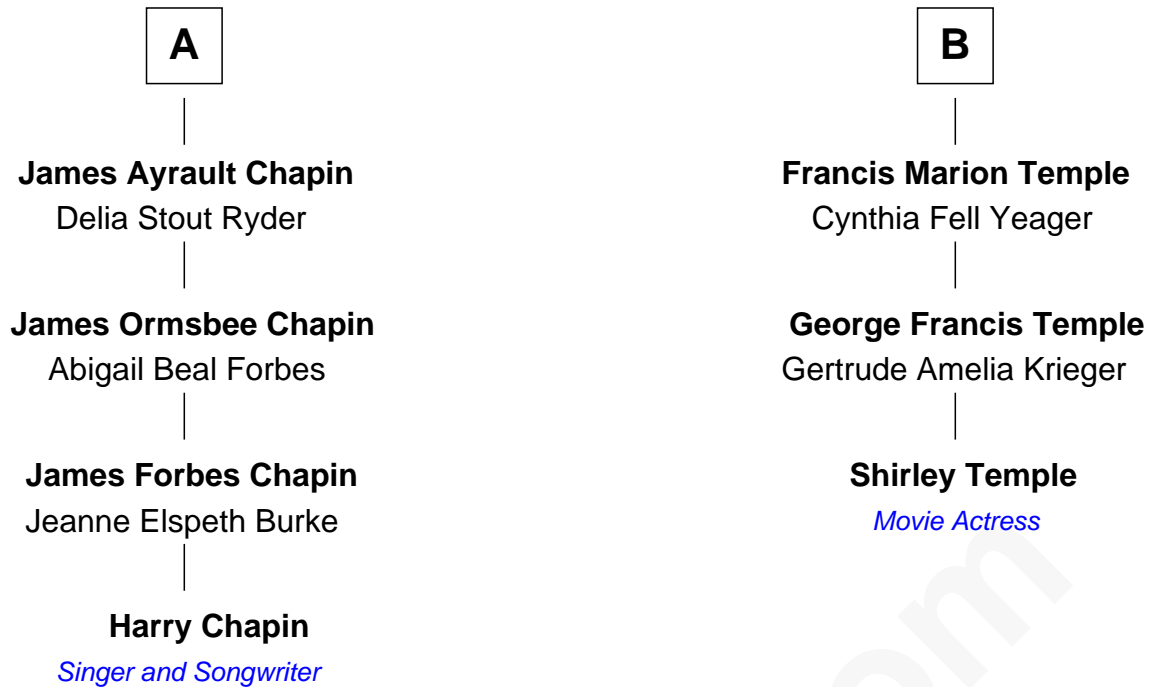 A
James Ayrault Chapin
Delia Stout Ryder
James Ormsbee Chapin
Abigail Beal Forbes
James Forbes Chapin
Jeanne Elspeth Burke
Harry Chapin
Singer and Songwriter
B
Francis Marion Temple
Cynthia Fell Yeager
George Francis Temple
Gertrude Amelia Krieger
Shirley Temple
Movie Actress
om